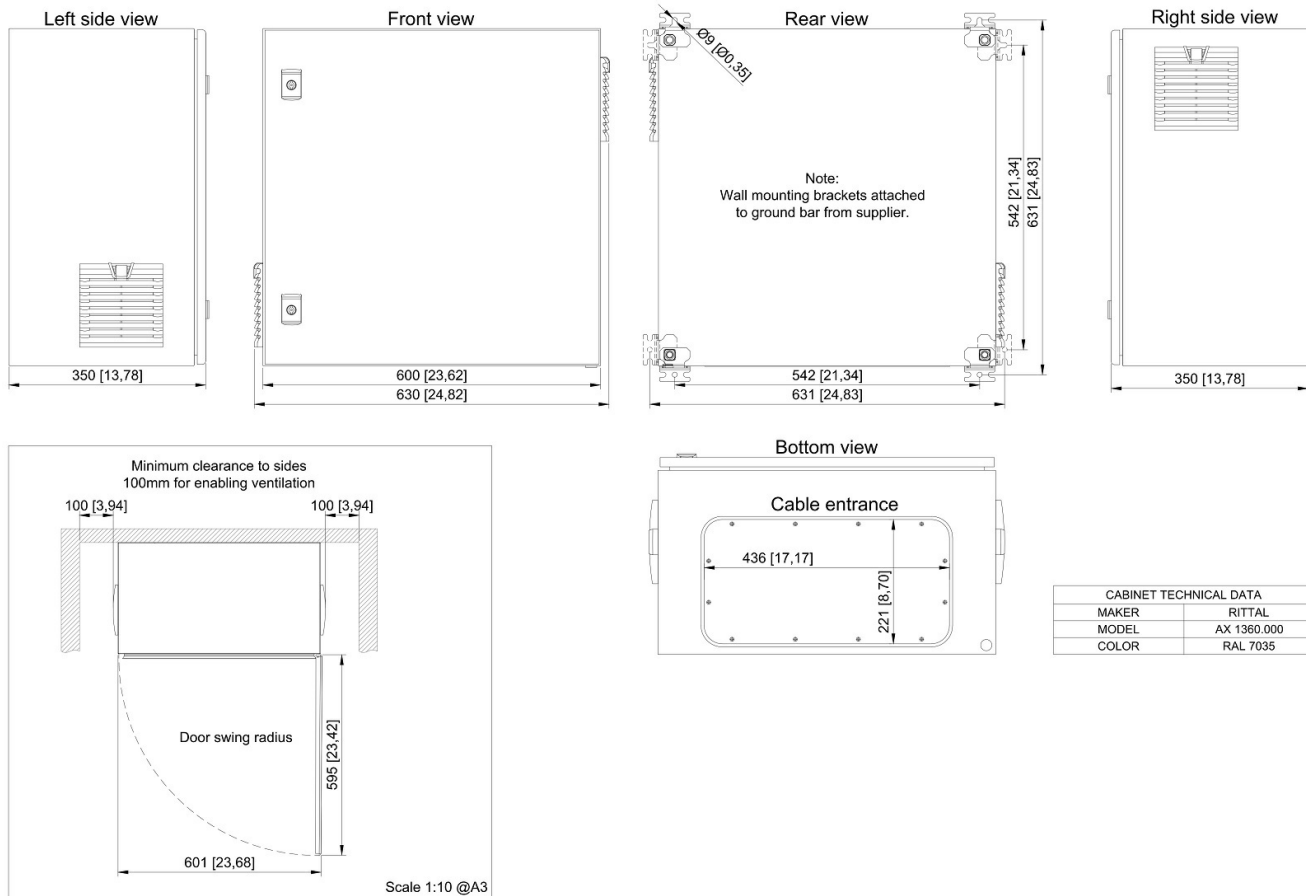 Left side view
Front view
Rear view
Right side view
Ø9 [Ø0,35]
Note:
Wall mounting brackets attached
to ground bar from supplier.
542 [21,34]
631 [24,83]
350 [13,78]
600 [23,62]
630 [24,82]
542 [21,34]
631 [24,83]
350 [13,78]
Minimum clearance to sides
100mm for enabling ventilation
100 [3,94]
100 [3,94]
Door swing radius
595 [23,42]
601 [23,68]
Scale 1:10 @A3
Bottom view
Cable entrance
436 [17,17]
221 [8,70]
CABINET TECHNICAL DATA
MAKER RITTAL
MODEL AX 1360.000
COLOR RAL 7035